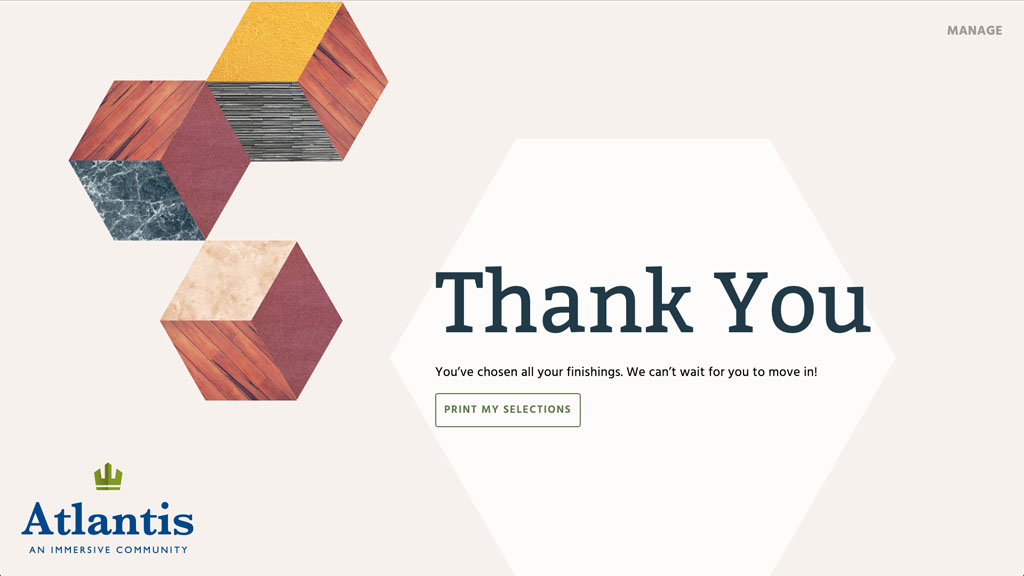 MANAGE
Thank You
You’ve chosen all your finishings. We can’t wait for you to move in!
PRINT MY SELECTIONS
Atlantis
AN IMMERSIVE COMMUNITY